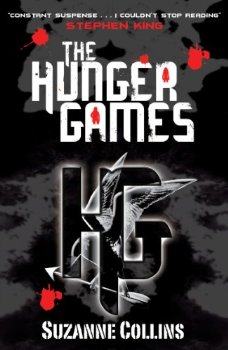 "CONSTANT SUSPENSE . . . I COULDN'T STOP READING"
STEPHEN KING
THE
HUNGER
GAMES
HG
SUZANNE COLLINS